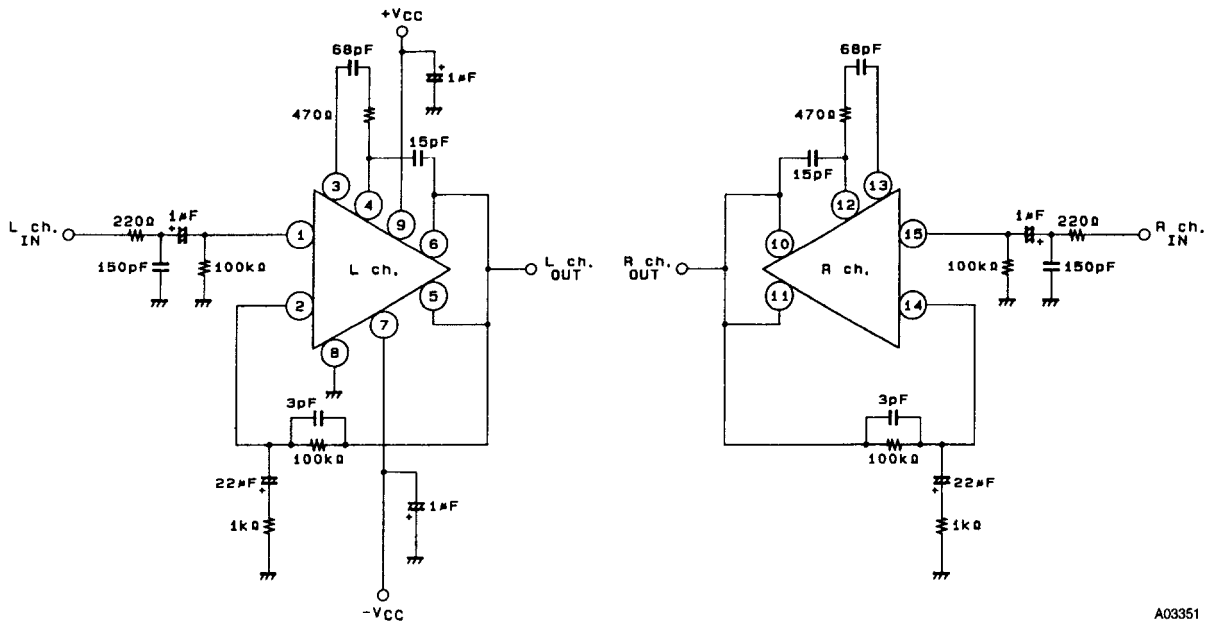 +VCC
68pF
1µF
470Ω
15pF
3
4
9
6
L ch.
IN
220Ω
1µF
1
150pF
100kΩ
L ch.
L ch.
OUT
2
5
7
8
3pF
100kΩ
22µF
1kΩ
1µF
-VCC
68pF
470Ω
15pF
13
12
10
15
1µF
220Ω
R ch.
IN
R ch.
OUT
R ch.
100kΩ
150pF
11
14
3pF
100kΩ
22µF
1kΩ
A03351